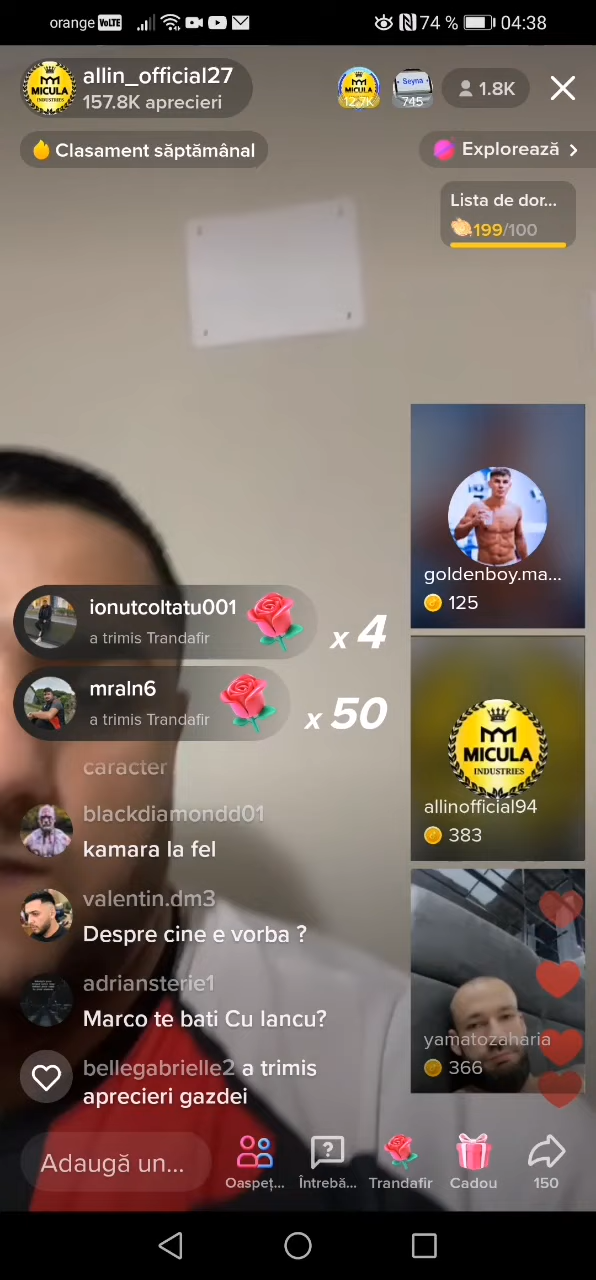 orange VoLTE 74 % 04:38
allin_official27
157.8K aprecieri
MICULA
INDUSTRIES
MICULA
12.7K
Seyna
745
1.8K
Clasament săptămânal
Explorează
Lista de dor...
199/100
goldenboy.ma...
125
ionutcoltatu001
a trimis Trandafir
x 4
mraln6
a trimis Trandafir
x 50
MICULA
INDUSTRIES
allinofficial94
383
caracter
blackdiamondd01
kamara la fel
valentin.dm3
Despre cine e vorba ?
adriansterie1
Marco te bati Cu Iancu?
yamatozaharia
366
bellegabrielle2 a trimis
aprecieri gazdei
Adaugă un...
Oaspeț...
Întrebă...
Trandafir
Cadou
150